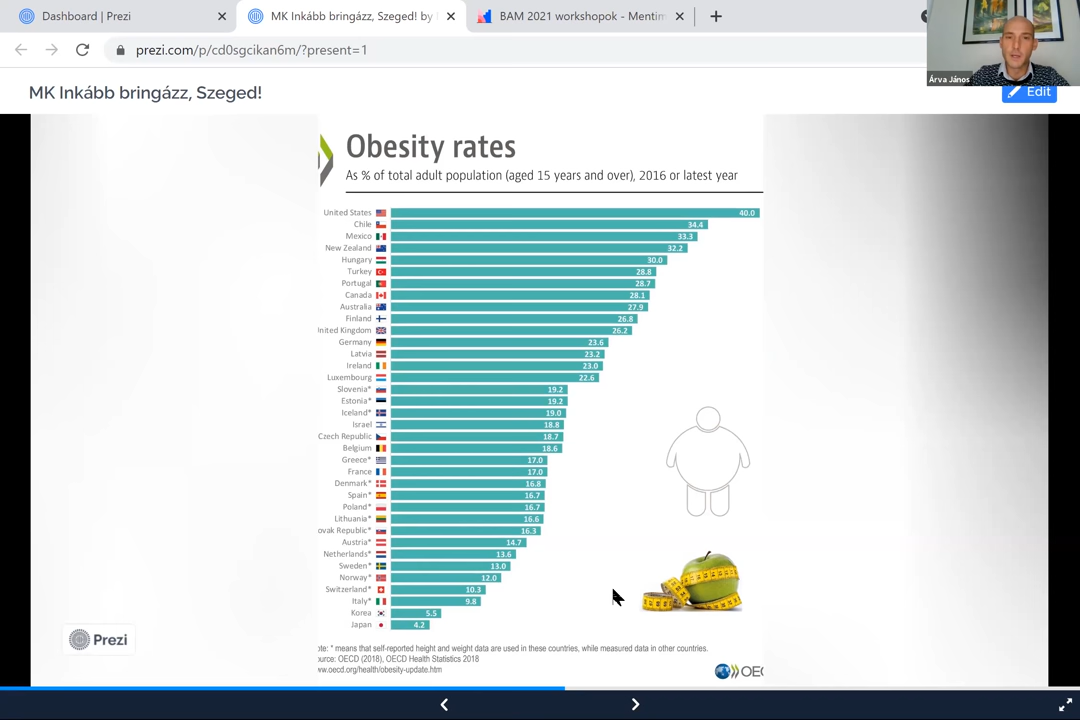 Dashboard | Prezi
MK Inkább bringázz, Szeged! by
BAM 2021 workshopok - Mentim
prezi.com/p/cd0sgcikan6m/?present=1
Árva János
MK Inkább bringázz, Szeged!
Edit
Obesity rates
As % of total adult population (aged 15 years and over), 2016 or latest year
United States 40.0
Chile 34.4
Mexico 33.3
New Zealand 32.2
Hungary 30.0
Turkey 28.8
Portugal 28.7
Canada 28.1
Australia 27.9
Finland 26.8
nited Kingdom 26.2
Germany 23.6
Latvia 23.2
Ireland 23.0
Luxembourg 22.6
Slovenia* 19.2
Estonia* 19.2
Iceland* 19.0
Israel 18.8
Czech Republic 18.7
Belgium 18.6
Greece* 17.0
France 17.0
Denmark* 16.8
Spain* 16.7
Poland* 16.7
Lithuania* 16.6
ovak Republic* 16.3
Austria* 14.7
Netherlands* 13.6
Sweden* 13.0
Norway* 12.0
Switzerland* 10.3
Italy* 9.8
Korea 5.5
Japan 4.2
Prezi
ote: * means that self-reported height and weight data are used in these countries, while measured data in other countries.
ource: OECD (2018), OECD Health Statistics 2018
ww.oecd.org/health/obesity-update.htm
OEC